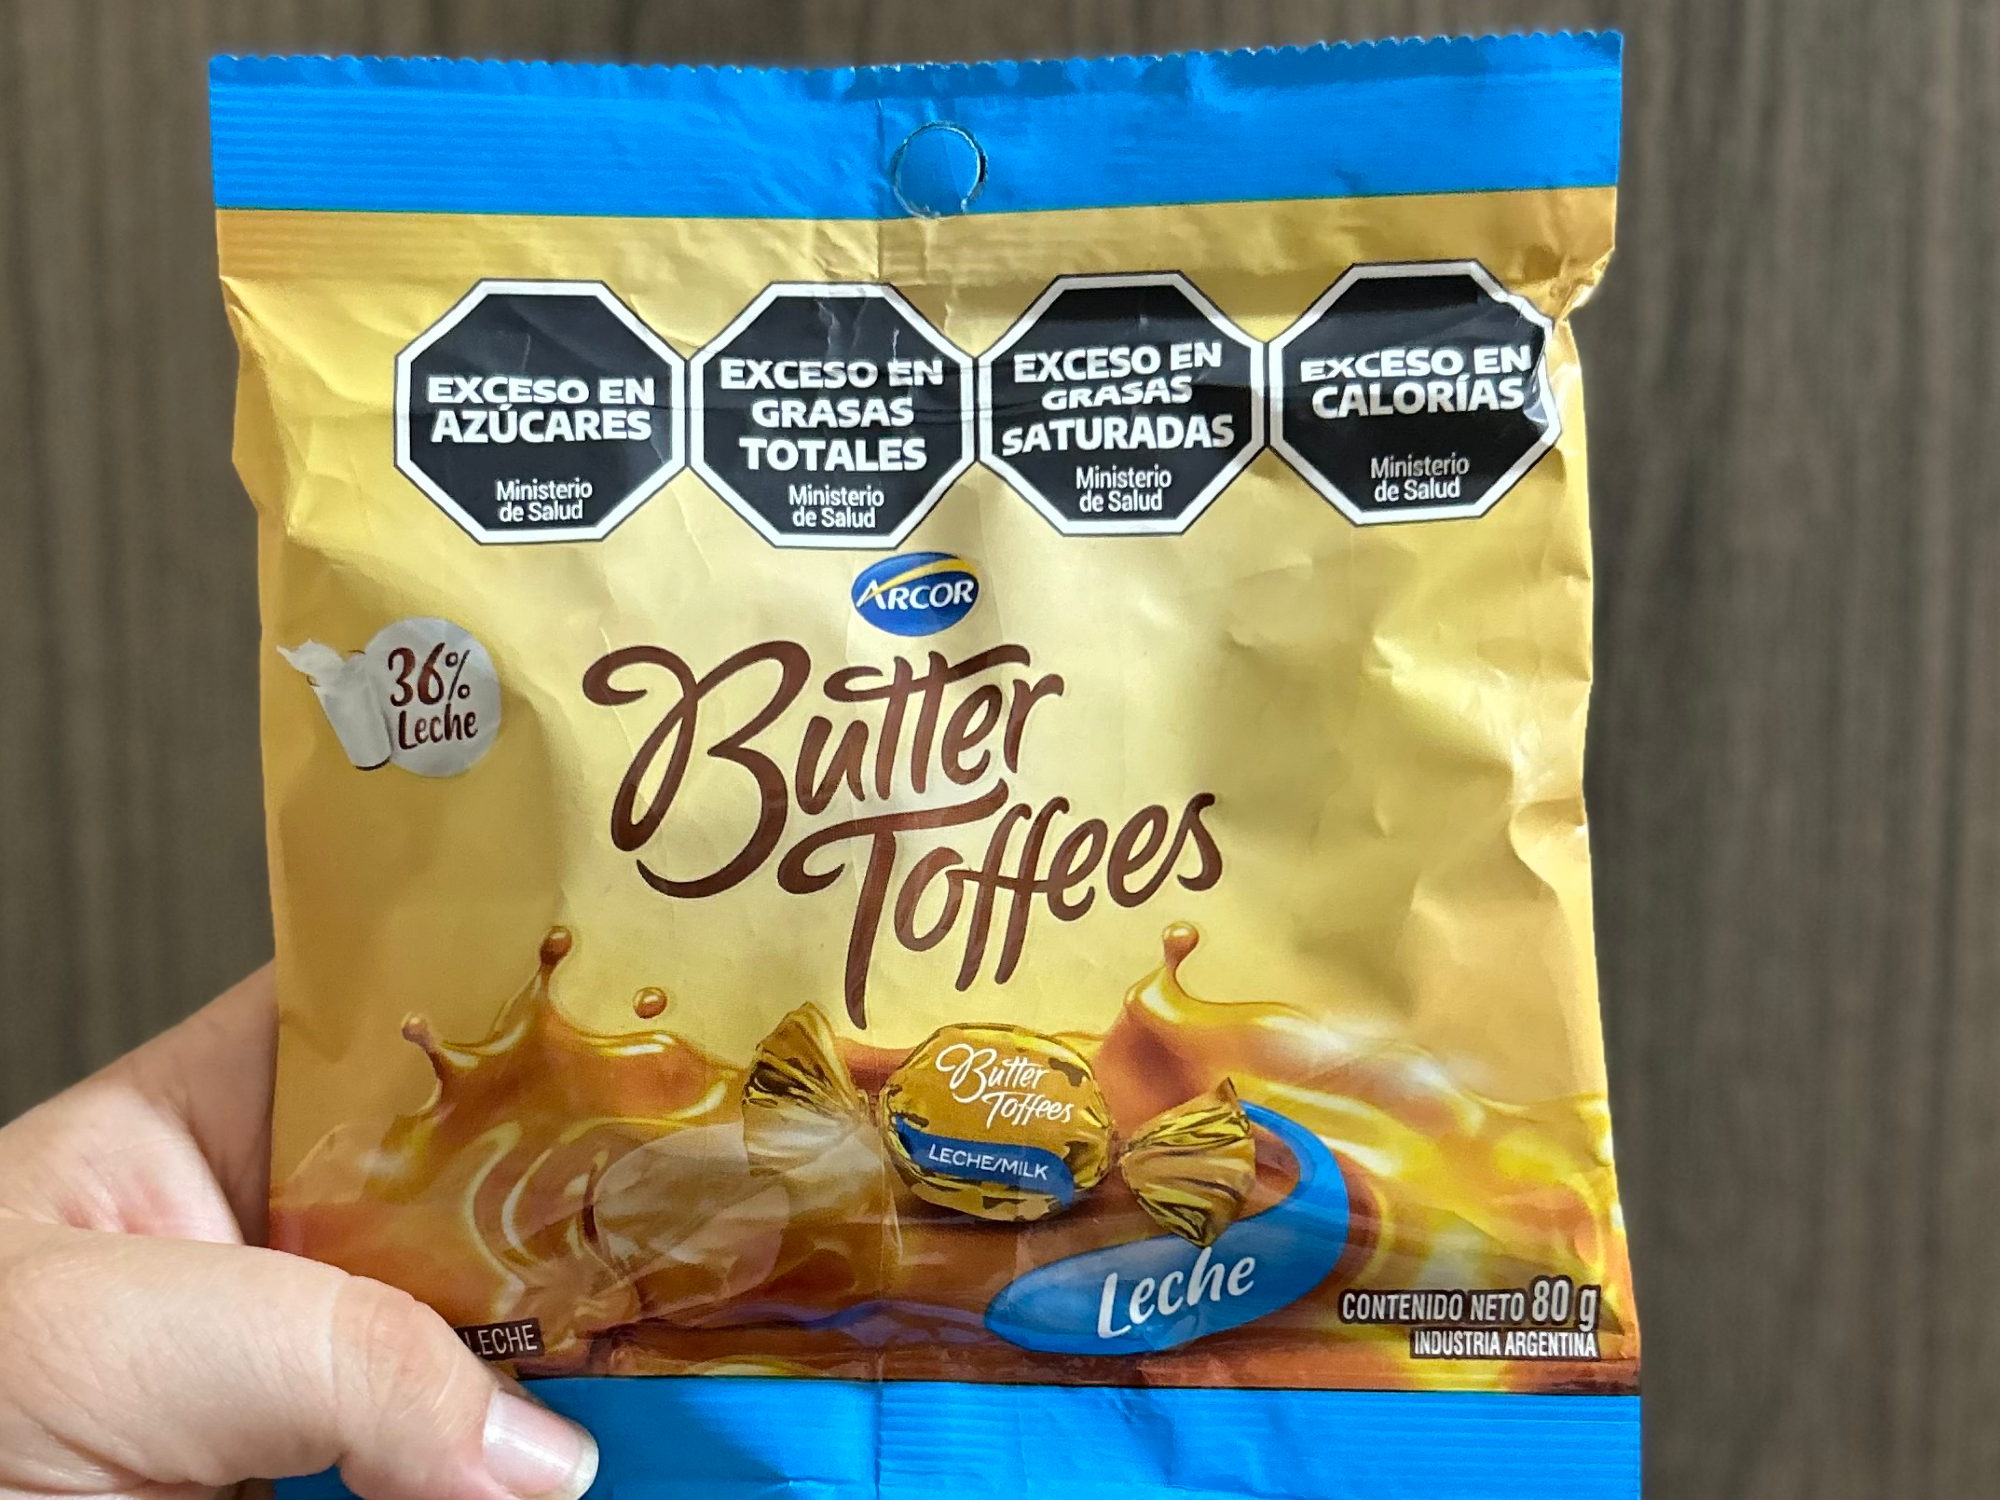 EXCESO EN
AZÚCARES
Ministerio
de Salud
EXCESO EN
GRASAS
TOTALES
Ministerio
de Salud
EXCESO EN
GRASAS
SATURADAS
Ministerio
de Salud
EXCESO EN
CALORÍAS
Ministerio
de Salud
ARCOR
36%
Leche
Butter
Toffees
Butter
Toffees
LECHE/MILK
Leche
CONTENIDO NETO 80 g
INDUSTRIA ARGENTINA
LECHE